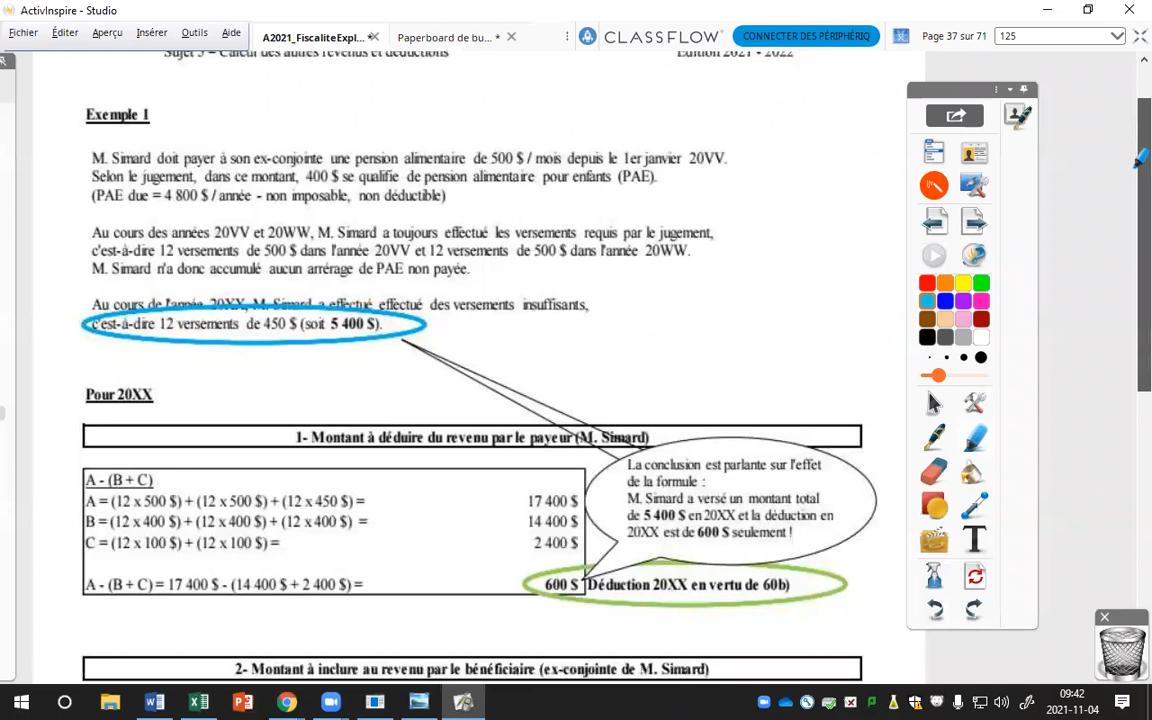 ActivInspire - Studio
Fichier Éditer Aperçu Insérer Outils Aide
A2021_FiscaliteExpl...*
Paperboard de bu... *
CLASSFLOW
CONNECTER DES PÉRIPHÉRIQ
Page 37 sur 71
125
Sujet 5 – Calcul des autres revenus et déductions
Édition 2021 - 2022
Exemple 1
M. Simard doit payer à son ex-conjointe une pension alimentaire de 500 $ / mois depuis le 1er janvier 20VV.
Selon le jugement, dans ce montant, 400 $ se qualifie de pension alimentaire pour enfants (PAE).
(PAE due = 4 800 $ / année - non imposable, non déductible)
Au cours des années 20VV et 20WW, M. Simard a toujours effectué les versements requis par le jugement,
c'est-à-dire 12 versements de 500 $ dans l'année 20VV et 12 versements de 500 $ dans l'année 20WW.
M. Simard n'a donc accumulé aucun arrérage de PAE non payée.
Au cours de l'année 20XX, M. Simard a effectué effectué des versements insuffisants,
c'est-à-dire 12 versements de 450 $ (soit 5 400 $).
Pour 20XX
1- Montant à déduire du revenu par le payeur (M. Simard)
A - (B + C)
A = (12 x 500 $) + (12 x 500 $) + (12 x 450 $) = 17 400 $
B = (12 x 400 $) + (12 x 400 $) + (12 x 400 $) = 14 400 $
C = (12 x 100 $) + (12 x 100 $) = 2 400 $
A - (B + C) = 17 400 $ - (14 400 $ + 2 400 $) = 600 $ Déduction 20XX en vertu de 60b)
La conclusion est parlante sur l'effet
de la formule :
M. Simard a versé un montant total
de 5 400 $ en 20XX et la déduction en
20XX est de 600 $ seulement !
2- Montant à inclure au revenu par le bénéficiaire (ex-conjointe de M. Simard)
09:42
2021-11-04